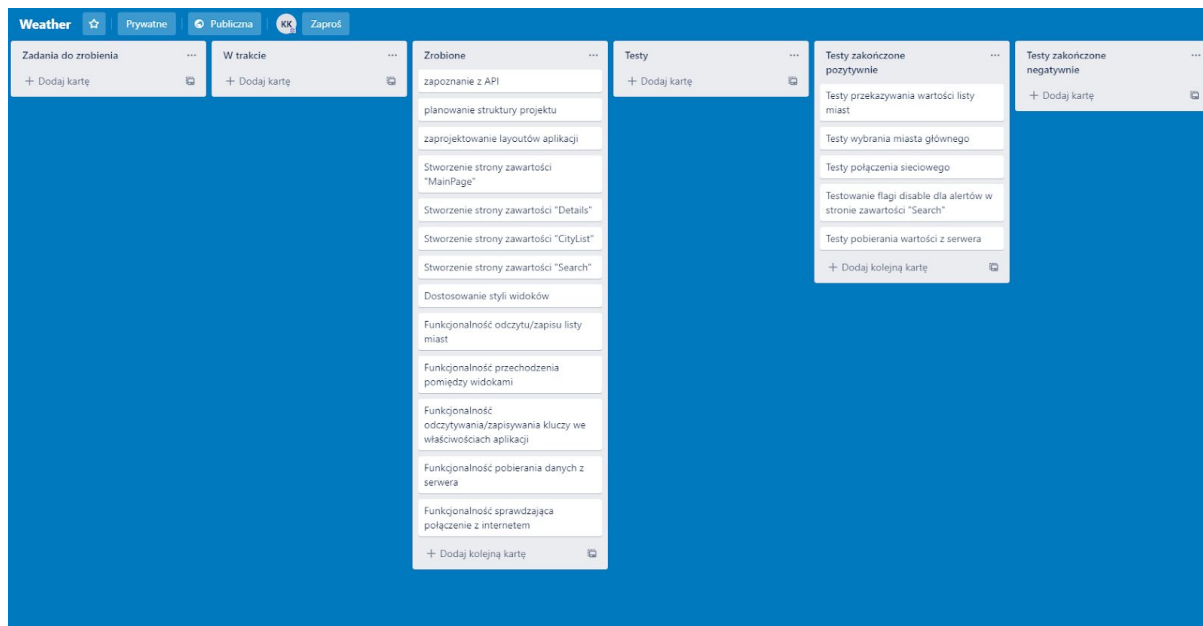 Weather
Prywatne
Publiczna
KK
Zaproś
Zadania do zrobienia
+ Dodaj kartę
W trakcie
+ Dodaj kartę
Zrobione
zapoznanie z API
planowanie struktury projektu
zaprojektowanie layoutów aplikacji
Stworzenie strony zawartości
"MainPage"
Stworzenie strony zawartości "Details"
Stworzenie strony zawartości "CityList"
Stworzenie strony zawartości "Search"
Dostosowanie styli widoków
Funkcjonalność odczytu/zapisu listy
miast
Funkcjonalność przechodzenia
pomiędzy widokami
Funkcjonalność
odczytywania/zapisywania kluczy we
właściwościach aplikacji
Funkcjonalność pobierania danych z
serwera
Funkcjonalność sprawdzająca
połączenie z internetem
+ Dodaj kolejną kartę
Testy
+ Dodaj kartę
Testy zakończone
pozytywnie
Testy przekazywania wartości listy
miast
Testy wybrania miasta głównego
Testy połączenia sieciowego
Testowanie flagi disable dla alertów w
stronie zawartości "Search"
Testy pobierania wartości z serwera
+ Dodaj kolejną kartę
Testy zakończone
negatywnie
+ Dodaj kartę